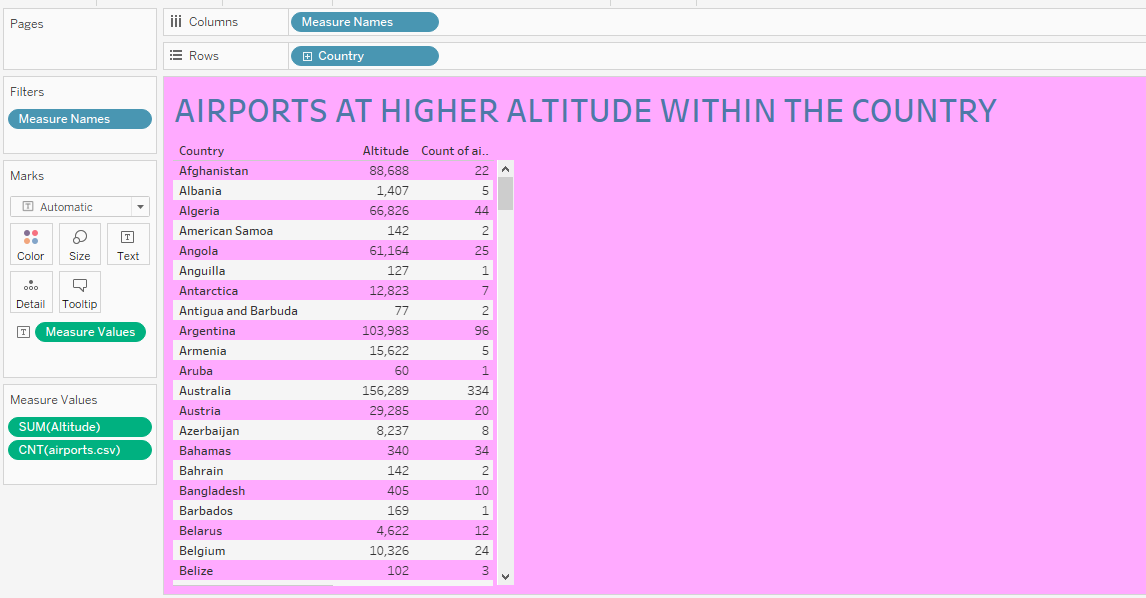 Pages
Columns
Measure Names
Rows
Country
Filters
Measure Names
Marks
Automatic
Color
Size
Text
Detail
Tooltip
Measure Values
Measure Values
SUM(Altitude)
CNT(airports.csv)
AIRPORTS AT HIGHER ALTITUDE WITHIN THE COUNTRY
Country Altitude Count of ai..
Afghanistan 88,688 22
Albania 1,407 5
Algeria 66,826 44
American Samoa 142 2
Angola 61,164 25
Anguilla 127 1
Antarctica 12,823 7
Antigua and Barbuda 77 2
Argentina 103,983 96
Armenia 15,622 5
Aruba 60 1
Australia 156,289 334
Austria 29,285 20
Azerbaijan 8,237 8
Bahamas 340 34
Bahrain 142 2
Bangladesh 405 10
Barbados 169 1
Belarus 4,622 12
Belgium 10,326 24
Belize 102 3